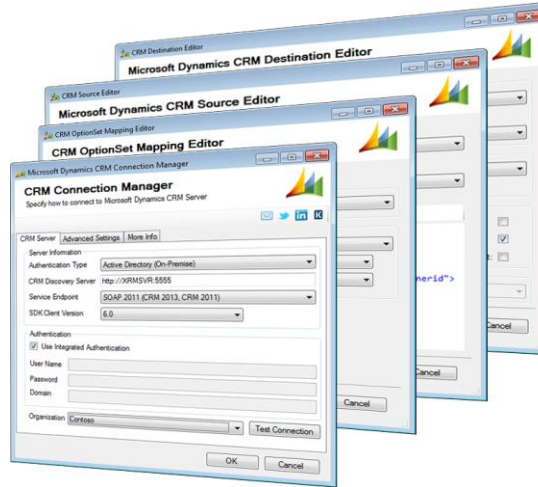 CRM Destination Editor
Microsoft Dynamics CRM Destination Editor
CRM Source Editor
Microsoft Dynamics CRM Source Editor
CRM OptionSet Mapping Editor
CRM OptionSet Mapping Editor
Microsoft Dynamics CRM Connection Manager
CRM Connection Manager
Specify how to connect to Microsoft Dynamics CRM Server
CRM Server Advanced Settings More Info
Server Information
Authentication Type Active Directory (On-Premise)
CRM Discovery Server http://XRMSVR:5555
Service Endpoint SOAP 2011 (CRM 2013, CRM 2011)
SDK Client Version 6.0
Authentication
Use Integrated Authentication
User Name
Password
Domain
Organization Contoso Test Connection
OK Cancel
Cancel
nerid">
Cancel
t:
Cancel